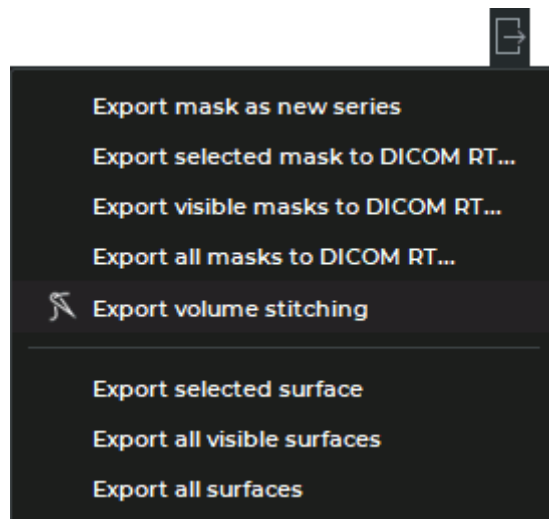 Export mask as new series
Export selected mask to DICOM RT...
Export visible masks to DICOM RT...
Export all masks to DICOM RT...
Export volume stitching
Export selected surface
Export all visible surfaces
Export all surfaces